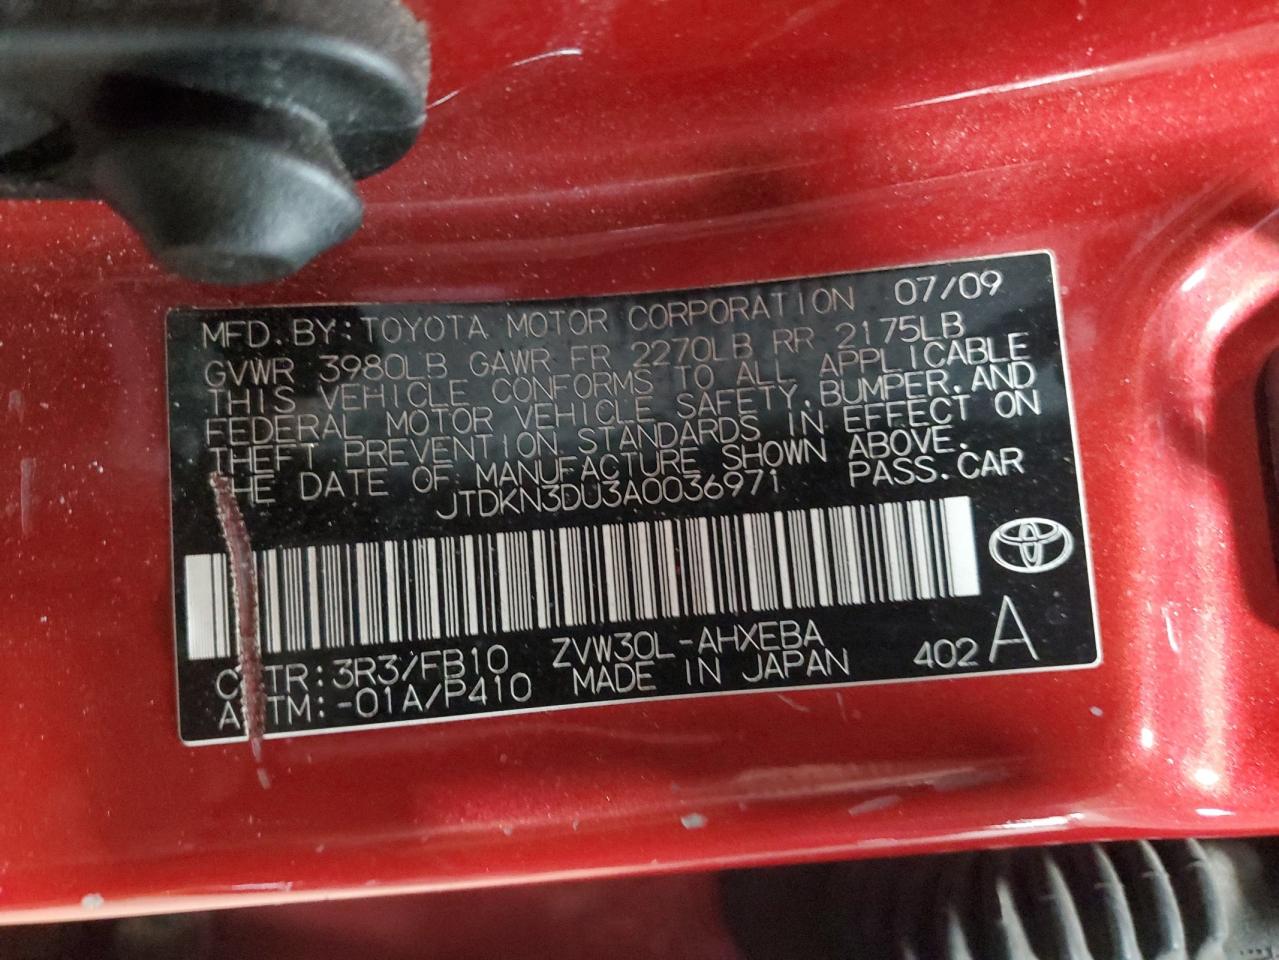 MFD.BY:TOYOTA MOTOR CORPORATION 07/09
GVWR 3980LB GAWR FR 2270LB RR 2175LB
THIS VEHICLE CONFORMS TO ALL APPLICABLE
FEDERAL MOTOR VEHICLE SAFETY,BUMPER,AND
THEFT PREVENTION STANDARDS IN EFFECT ON
THE DATE OF MANUFACTURE SHOWN ABOVE.
JTDKN3DU3A0036971 PASS.CAR
C/TR:3R3/FB10 ZVW30L-AHXEBA
A/TM:-01A/P410 MADE IN JAPAN 402 A